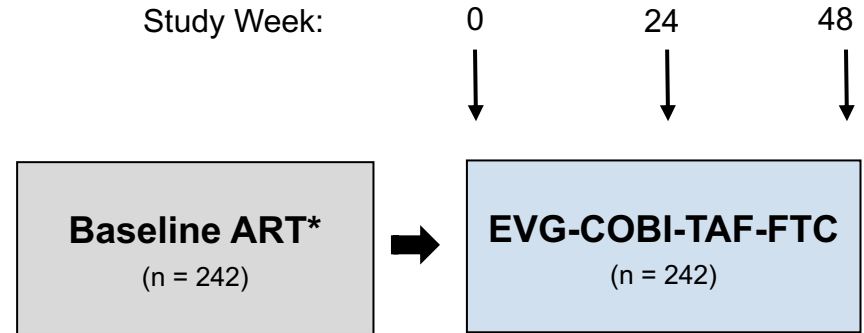 Study Week: 0 24 48
Baseline ART* EVG-COBI-TAF-FTC
(n = 242) (n = 242)